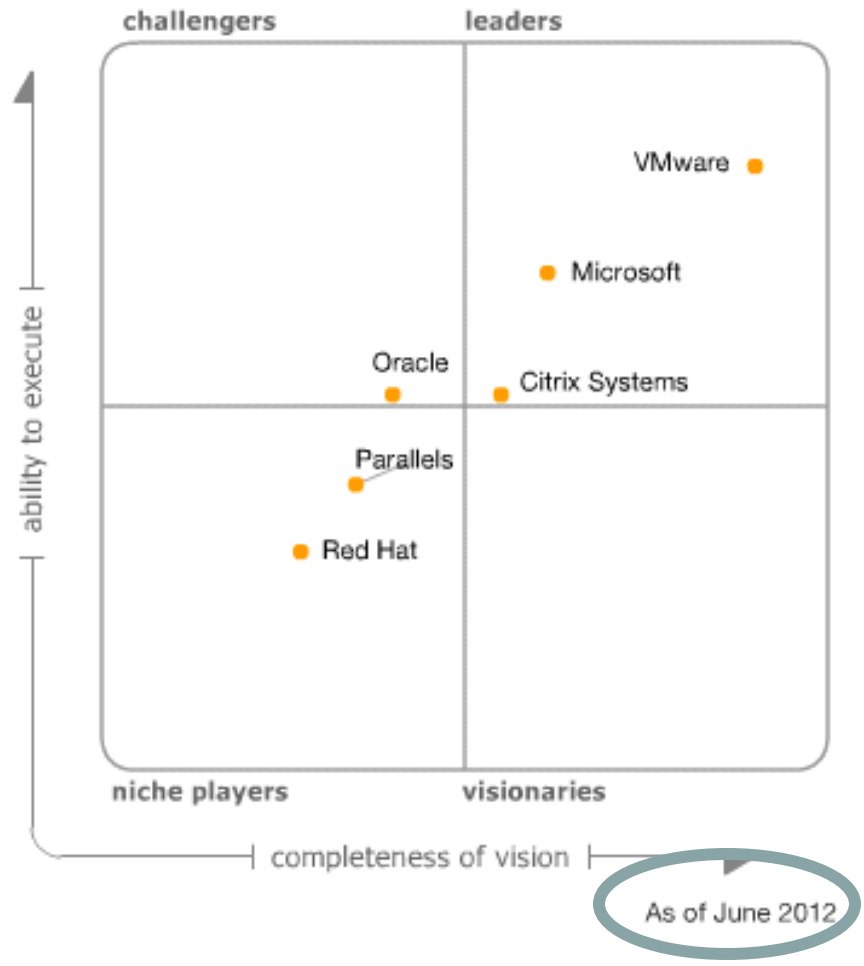 challengers
leaders
VMware
Microsoft
Oracle
Citrix Systems
ability to execute
Parallels
Red Hat
niche players
visionaries
completeness of vision
As of June 2012